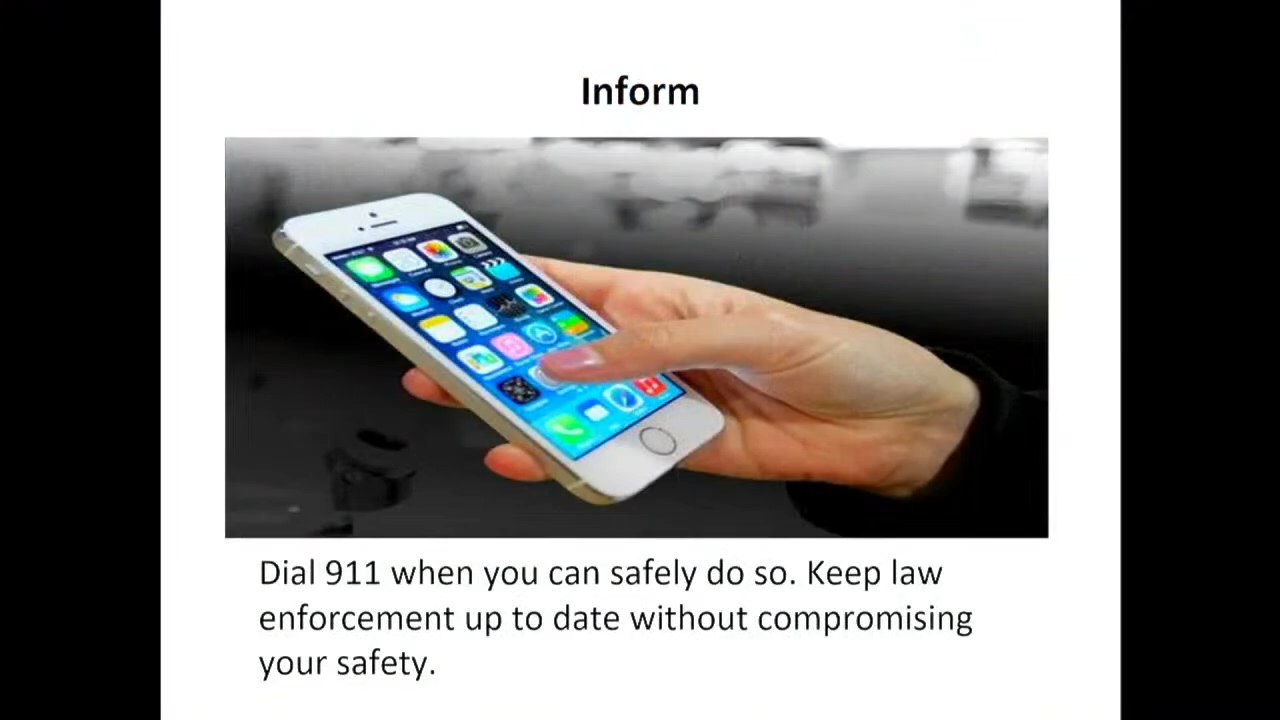 Inform
Dial 911 when you can safely do so. Keep law
enforcement up to date without compromising
your safety.